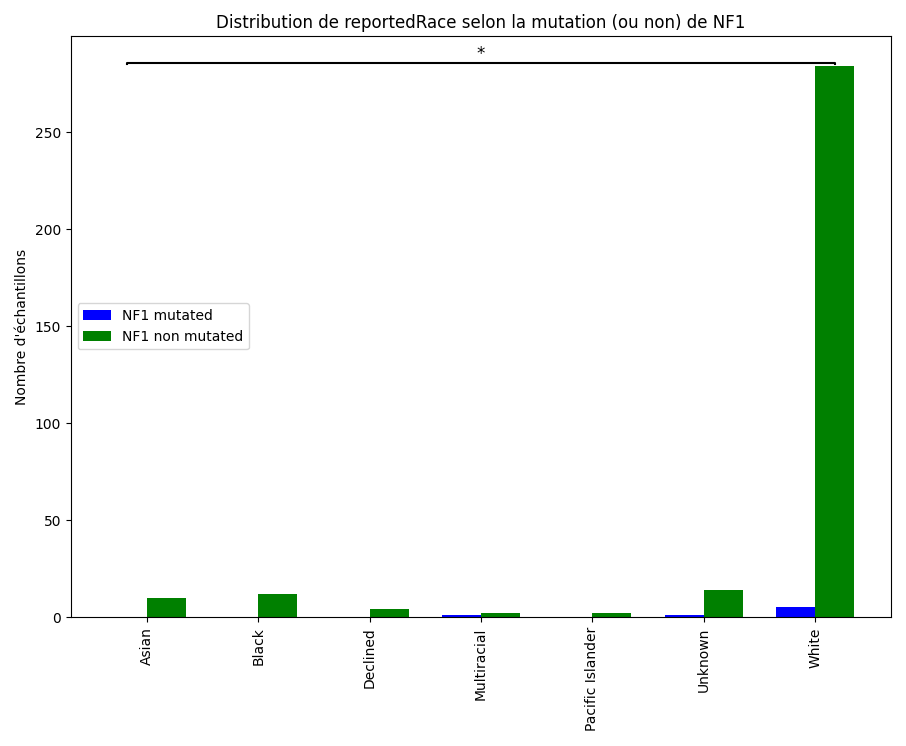 Distribution de reportedRace selon la mutation (ou non) de NF1
*
250
200
150
100
50
0
Nombre d'échantillons
NF1 mutated
NF1 non mutated
Asian
Black
Declined
Multiracial
Pacific Islander
Unknown
White